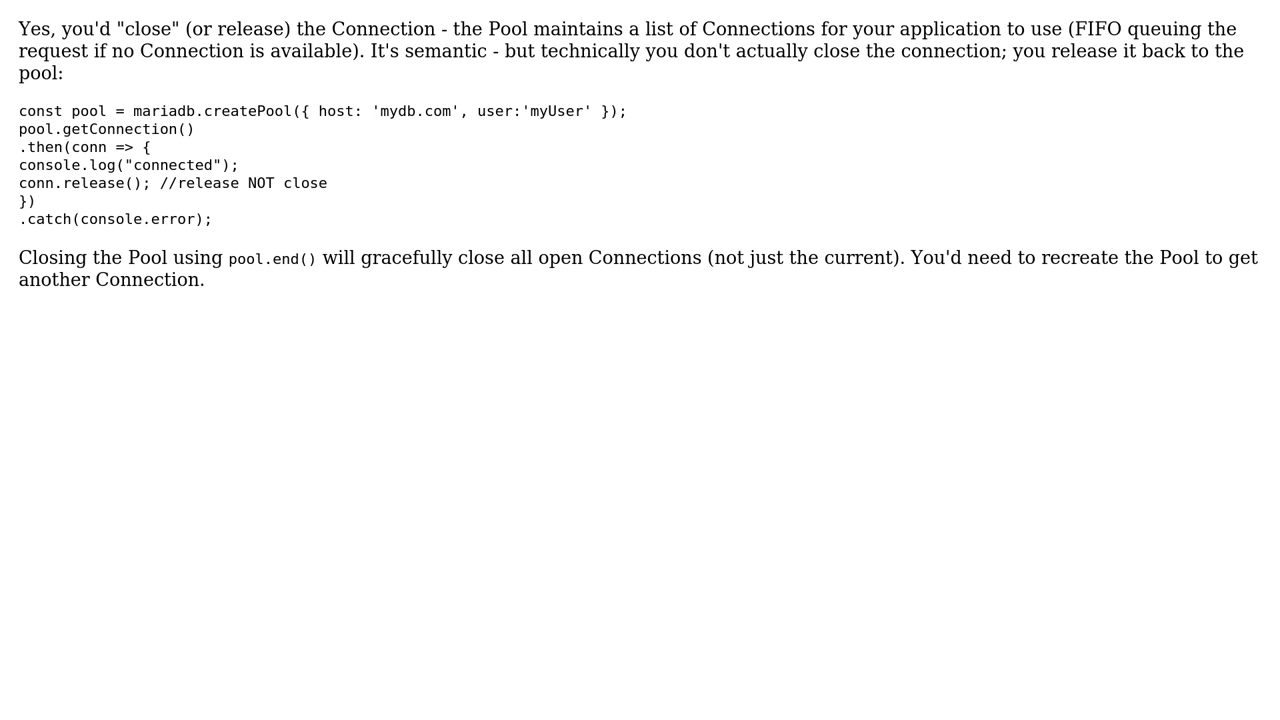 Yes, you'd "close" (or release) the Connection - the Pool maintains a list of Connections for your application to use (FIFO queuing the
request if no Connection is available). It's semantic - but technically you don't actually close the connection; you release it back to the
pool:
const pool = mariadb.createPool({ host: 'mydb.com', user:'myUser' });
pool.getConnection()
.then(conn => {
console.log("connected");
conn.release(); //release NOT close
})
.catch(console.error);
Closing the Pool using pool.end() will gracefully close all open Connections (not just the current). You'd need to recreate the Pool to get
another Connection.